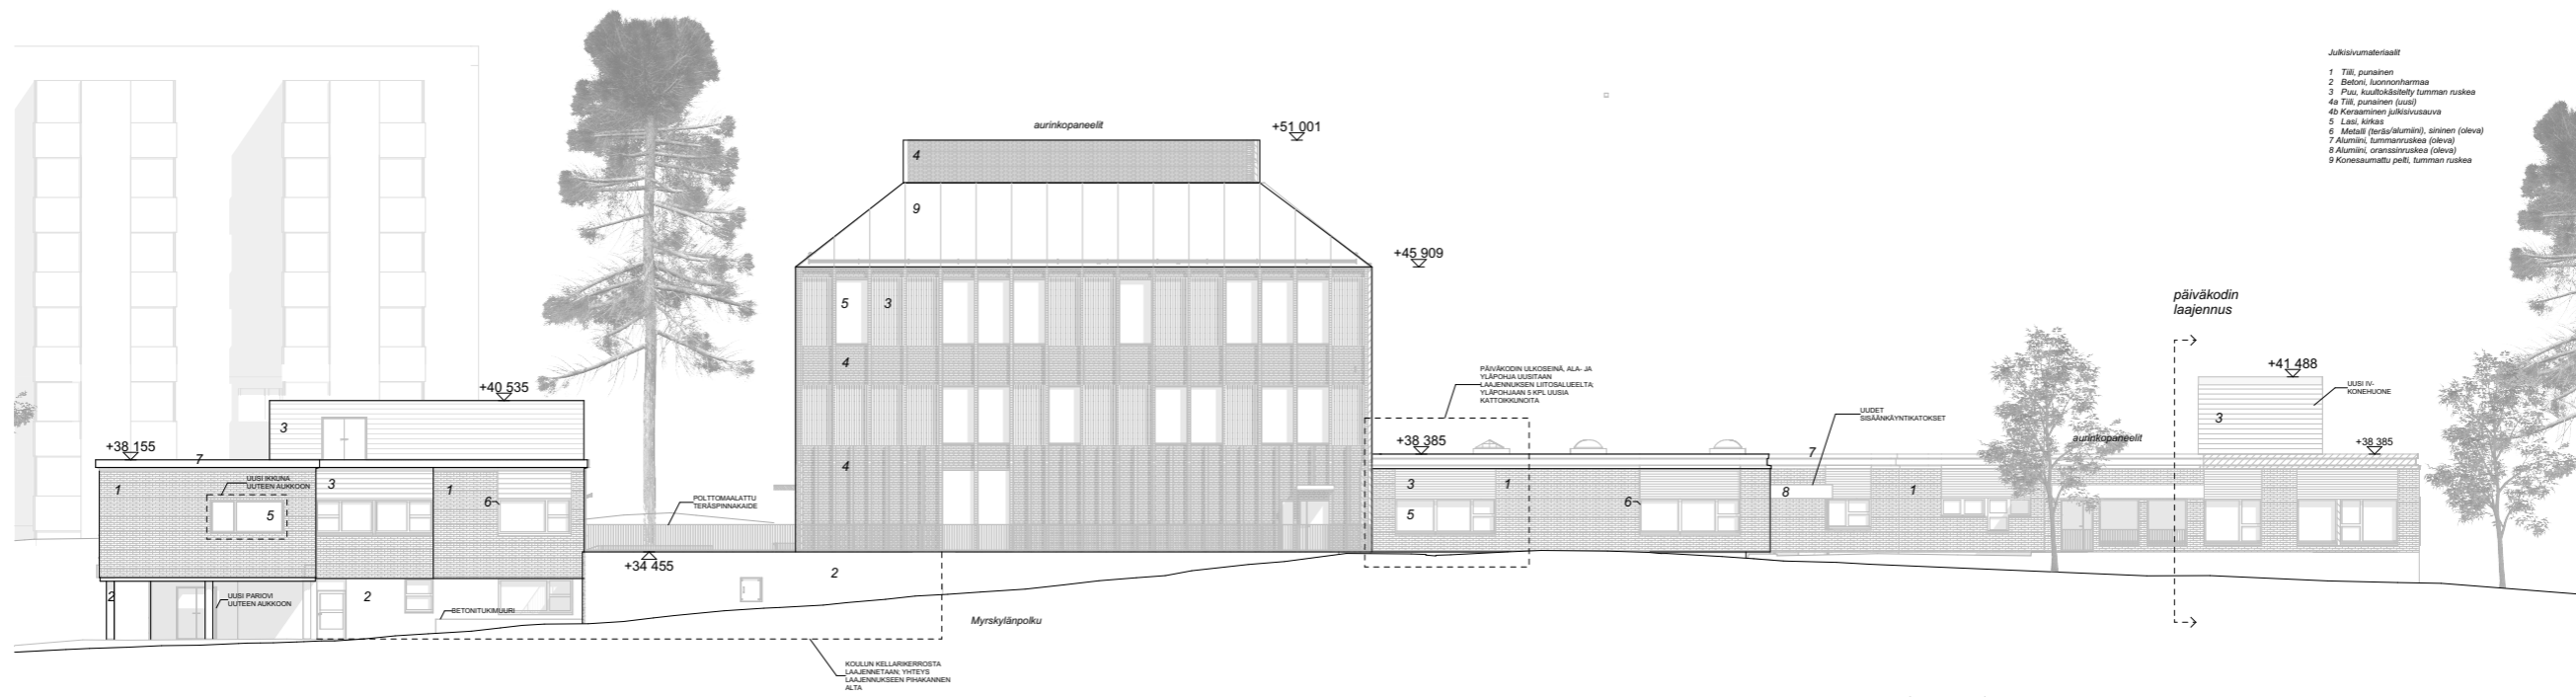 Julkisivumateriaalit
1 Tiili, punainen
2 Betoni, luonnonharmaa
3 Puu, kuultokäsitelty tumman ruskea
4a Tiili, punainen (uusi)
4b Keraaminen julkisivusauva
5 Lasi, kirkas
6 Metalli (teräs/alumiini), sininen (oleva)
7 Alumiini, tummanruskea (oleva)
8 Alumiini, oranssinruskea (oleva)
9 Konesaumattu pelti, tumman ruskea
aurinkopaneelit
+51 001
4
9
+45 909
5
3
4
4
päiväkodin
laajennus
+41 488
UUSI IV-
KONEHUONE
3
PÄIVÄKODIN ULKOSEINÄ, ALA- JA
YLÄPOHJA UUSITAAN
LAAJENNUKSEN LIITOSALUEELTA;
YLÄPOHJAAN 5 KPL UUSIA
KATTOIKKUNOITA
UUDET
SISÄÄNKÄYNTIKATOKSET
aurinkopaneelit
+40 535
3
+38 155
7
+38 385
7
+38 385
1
UUSI IKKUNA
UUTEEN AUKKOON
3
1
6
5
POLTTOMAALATTU
TERÄSPINNAKAIDE
3
1
5
6
8
1
+34 455
2
2
UUSI PARIOVI
UUTEEN AUKKOON
2
BETONITUKIMUURI
Myrskylänpolku
KOULUN KELLARIKERROSTA
LAAJENNETAAN; YHTEYS
LAAJENNUKSEEN PIHAKANNEN
ALTA